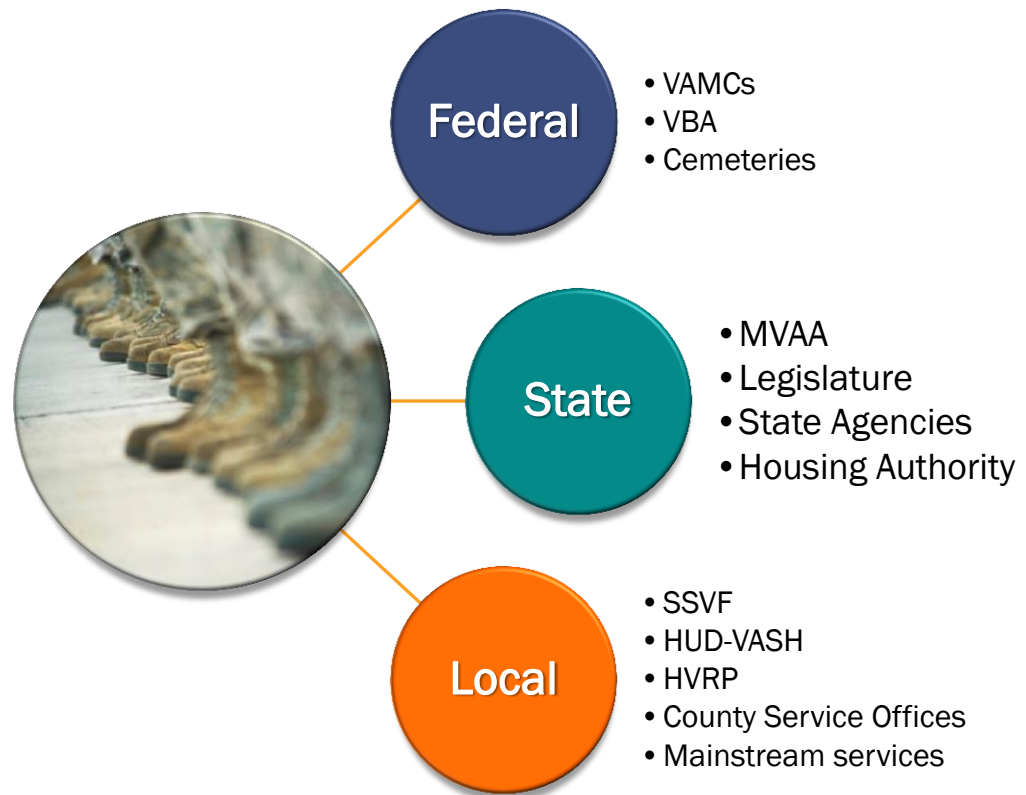 Federal
• VAMCs
• VBA
• Cemeteries
State
• MVAA
• Legislature
• State Agencies
• Housing Authority
Local
• SSVF
• HUD-VASH
• HVRP
• County Service Offices
• Mainstream services